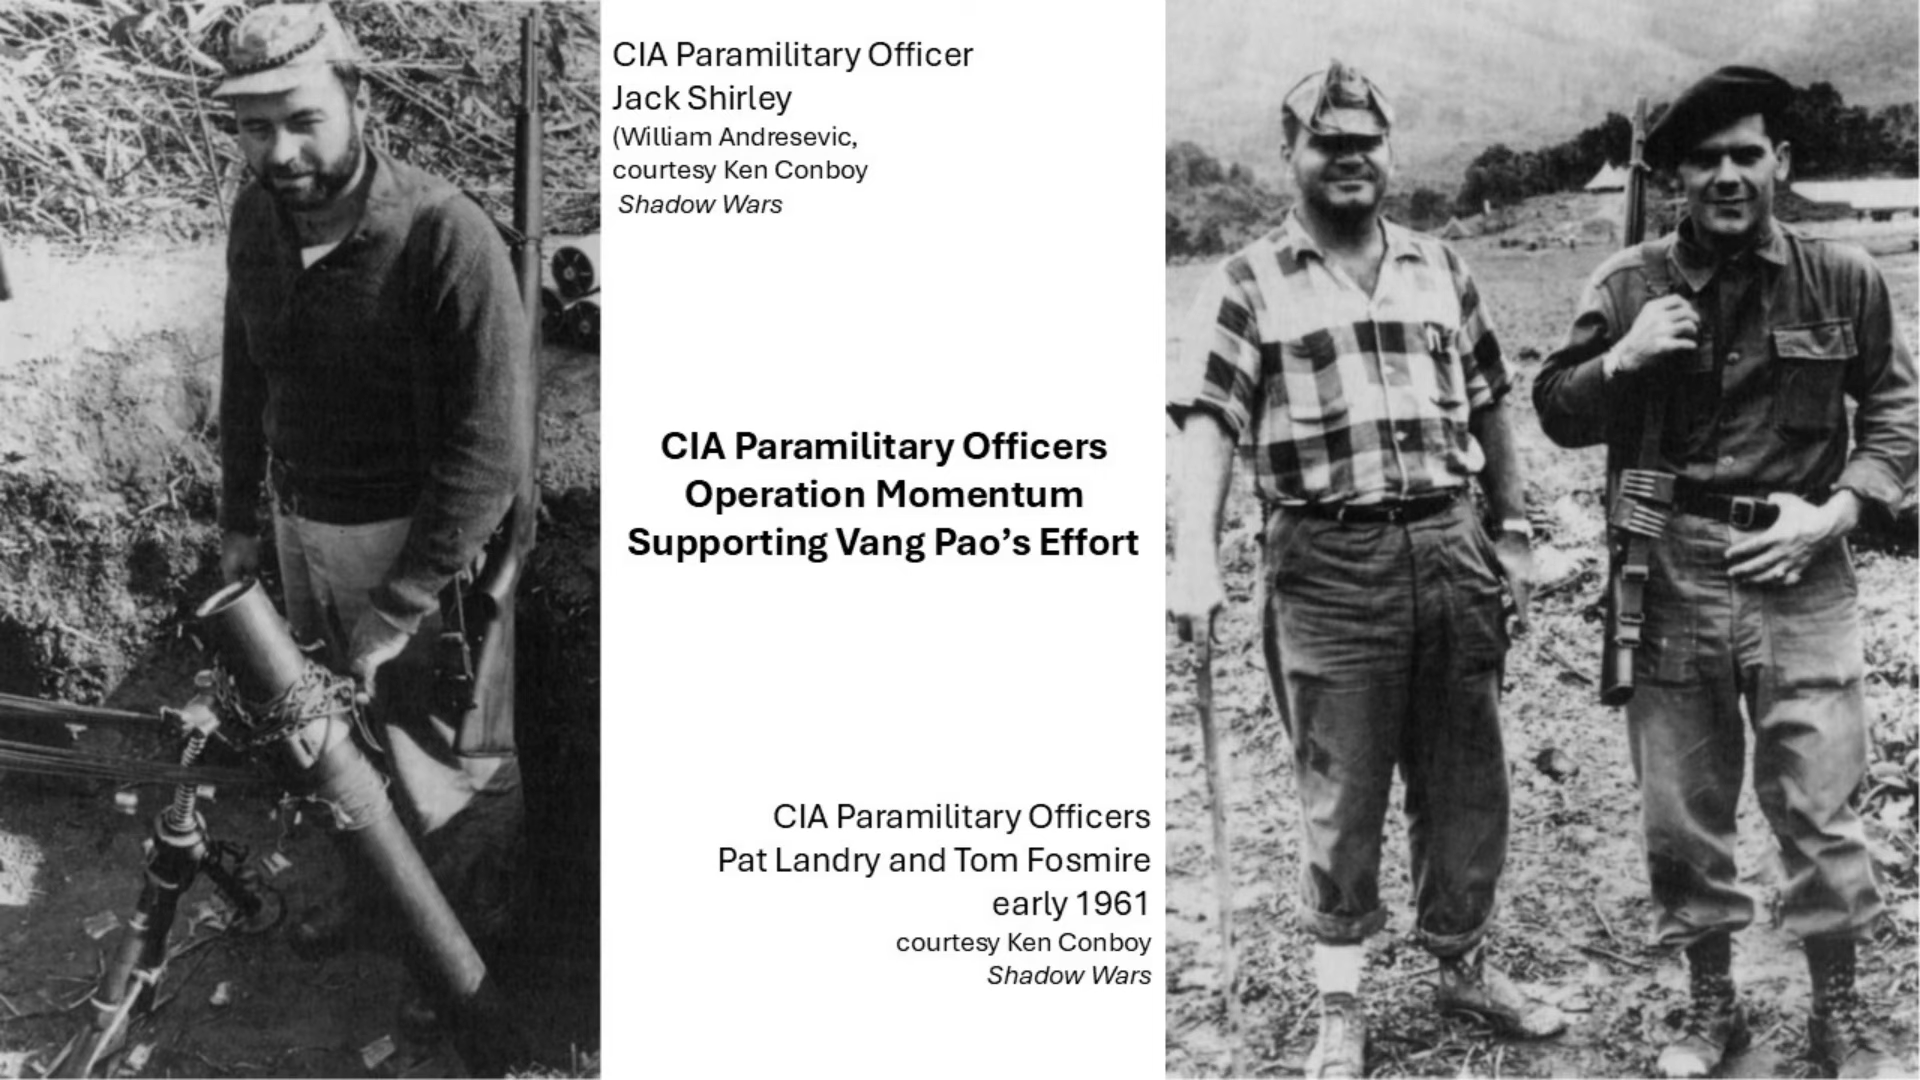 CIA Paramilitary Officer
Jack Shirley
(William Andresevic,
courtesy Ken Conboy
Shadow Wars
CIA Paramilitary Officers
Operation Momentum
Supporting Vang Pao’s Effort
CIA Paramilitary Officers
Pat Landry and Tom Fosmire
early 1961
courtesy Ken Conboy
Shadow Wars